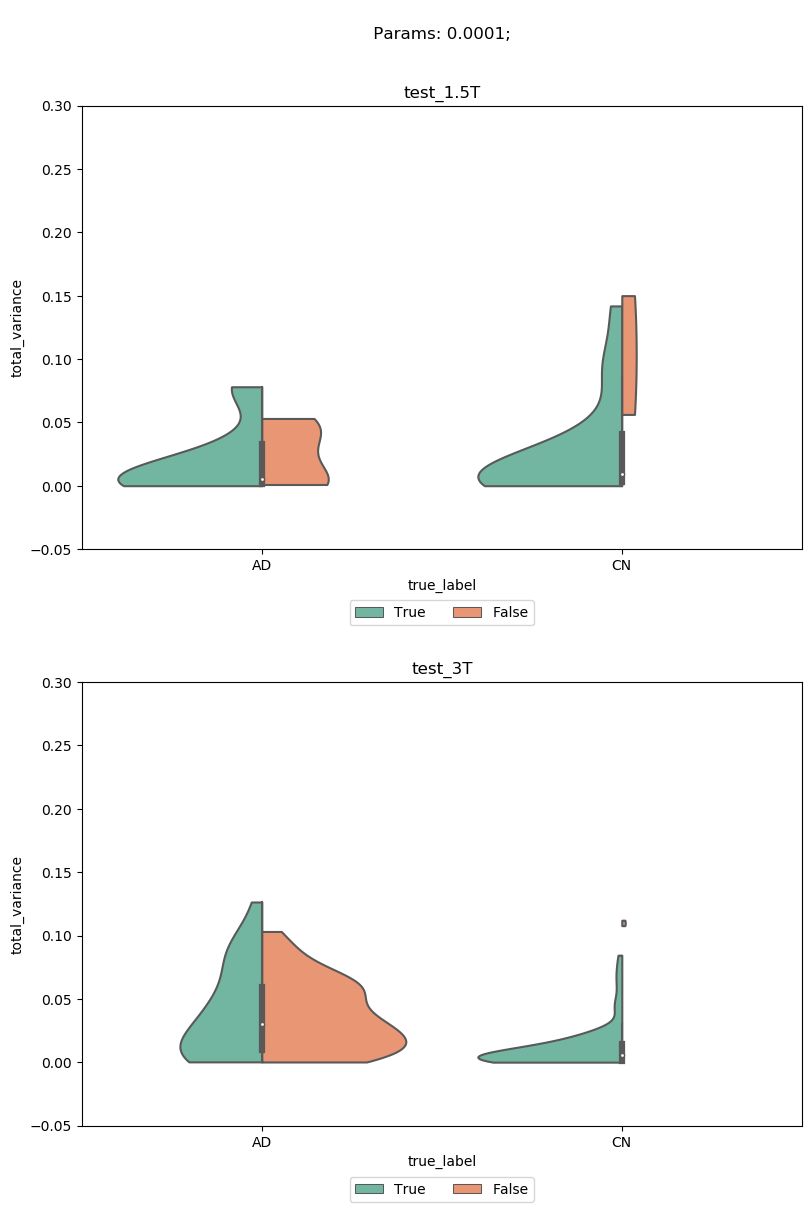 Params: 0.0001;
test_1.5T
0.30
0.25
0.20
0.15
0.10
0.05
0.00
−0.05
total_variance
AD CN
true_label
True False
test_3T
0.30
0.25
0.20
0.15
0.10
0.05
0.00
−0.05
total_variance
AD CN
true_label
True False